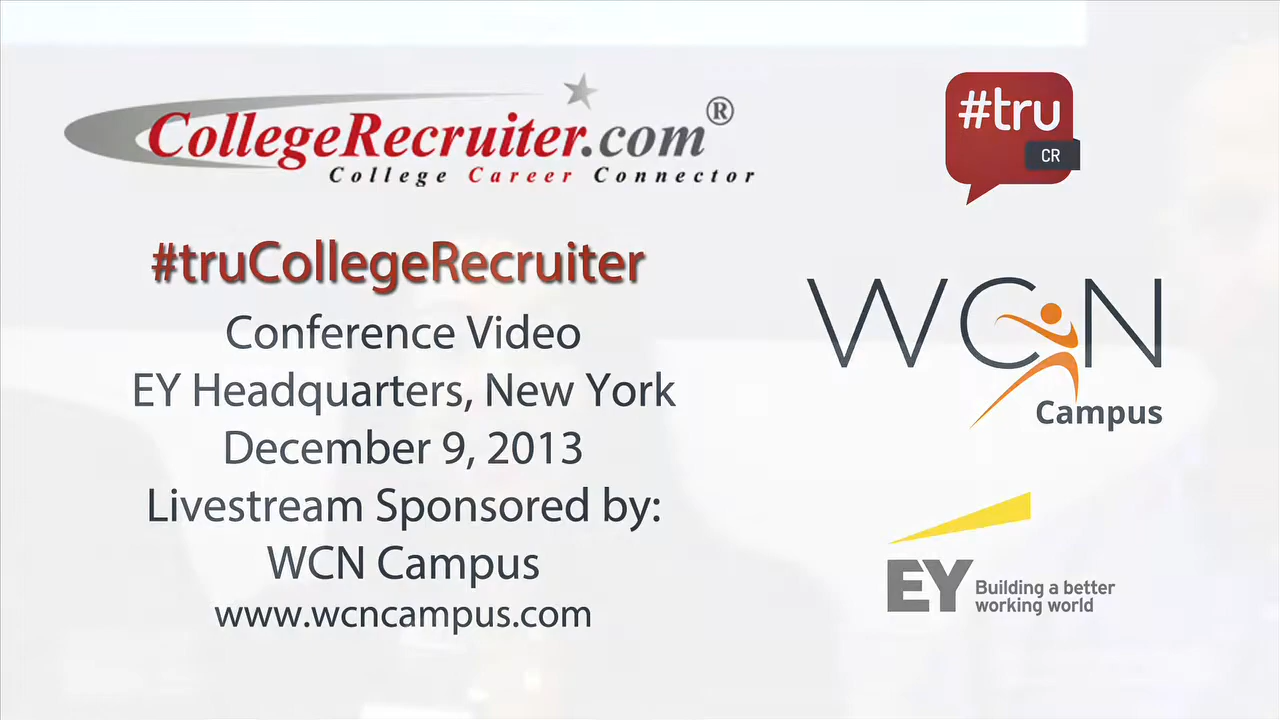 CollegeRecruiter.com®
College Career Connector
#tru
CR
#truCollegeRecruiter
Conference Video
EY Headquarters, New York
December 9, 2013
Livestream Sponsored by:
WCN Campus
www.wcncampus.com
WCN
Campus
EY Building a better
working world